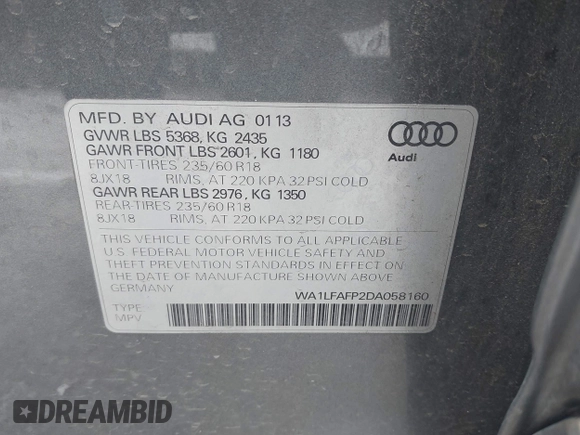 MFD. BY AUDI AG 0113
GVWR LBS 5368, KG 2435
GAWR FRONT LBS 2601, KG 1180
FRONT-TIRES 235/60 R18
8JX18 RIMS, AT 220 KPA 32 PSI COLD
GAWR REAR LBS 2976, KG 1350
REAR-TIRES 235/60 R18
8JX18 RIMS, AT 220 KPA 32 PSI COLD
Audi
THIS VEHICLE CONFORMS TO ALL APPLICABLE
U.S. FEDERAL MOTOR VEHICLE SAFETY AND
THEFT PREVENTION STANDARDS IN EFFECT ON
THE DATE OF MANUFACTURE SHOWN ABOVE
GERMANY WA1LFAFP2DA058160
TYPE
MPV
DREAMBID